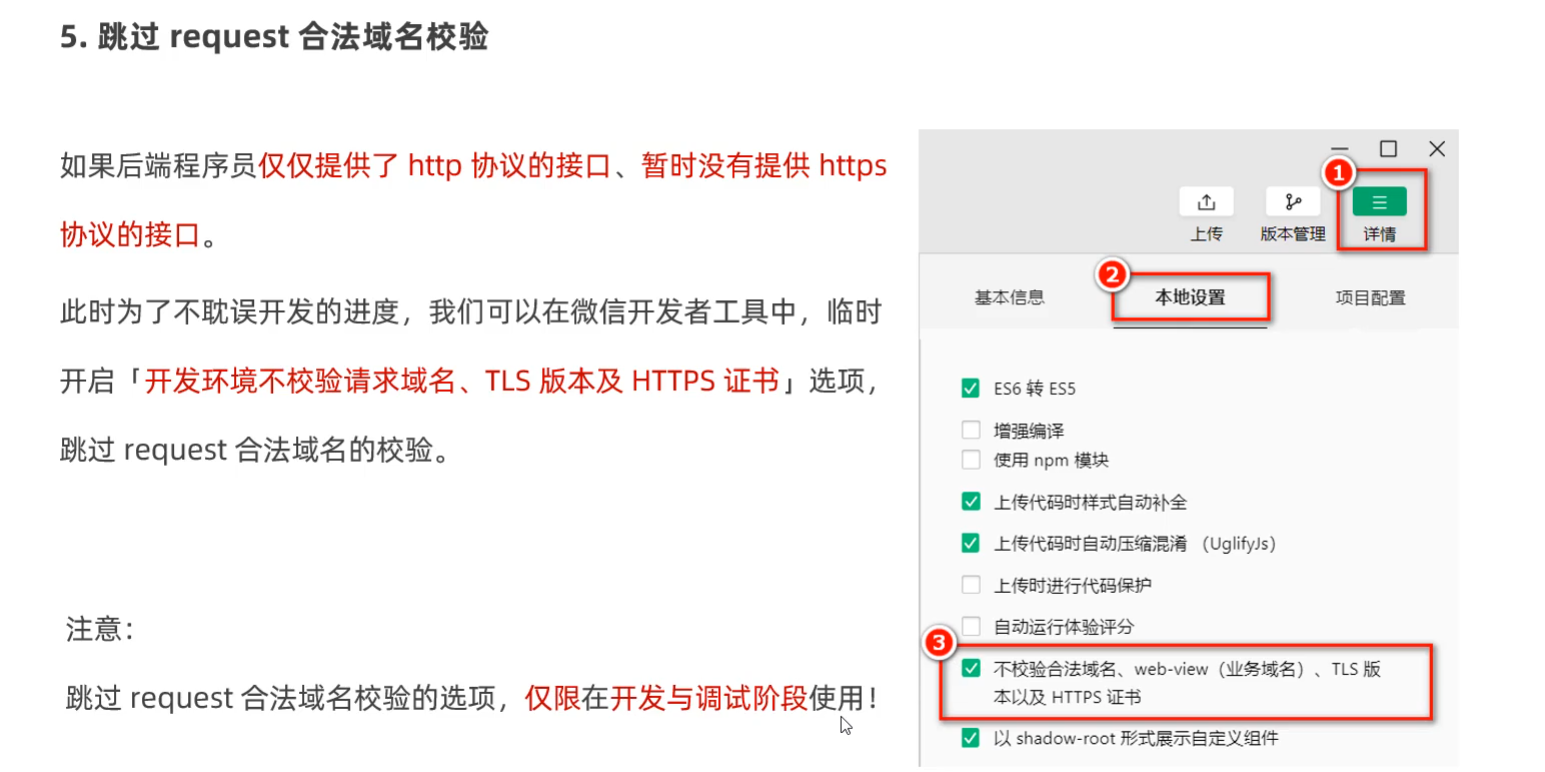 5. 跳过 request 合法域名校验
如果后端程序员仅仅提供了 http 协议的接口、暂时没有提供 https
协议的接口。
此时为了不耽误开发的进度，我们可以在微信开发者工具中，临时
开启「开发环境不校验请求域名、TLS 版本及 HTTPS 证书」选项，
跳过 request 合法域名的校验。
注意：
跳过 request 合法域名校验的选项，仅限在开发与调试阶段使用！
1
上传 版本管理 详情
2
基本信息 本地设置 项目配置
ES6 转 ES5
增强编译
使用 npm 模块
上传代码时样式自动补全
上传代码时自动压缩混淆 （UglifyJs）
上传时进行代码保护
自动运行体验评分
3
不校验合法域名、web-view（业务域名）、TLS 版
本以及 HTTPS 证书
以 shadow-root 形式展示自定义组件